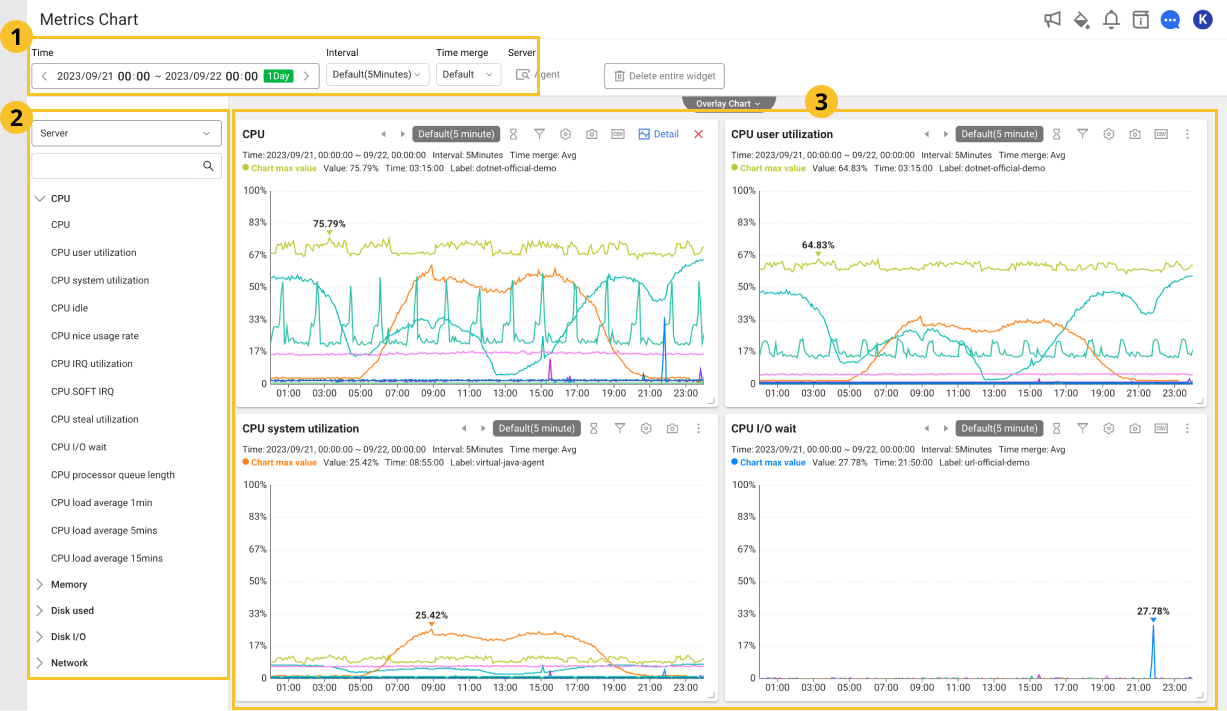 Metrics Chart
K
1
Time
Interval
Time merge
Server
2023/09/21 00:00 ~ 2023/09/22 00:00 1Day
Default(5Minutes)
Default
Agent
Delete entire widget
2
Server
CPU
CPU
CPU user utilization
CPU system utilization
CPU idle
CPU nice usage rate
CPU IRQ utilization
CPU SOFT IRQ
CPU steal utilization
CPU I/O wait
CPU processor queue length
CPU load average 1min
CPU load average 5mins
CPU load average 15mins
Memory
Disk used
Disk I/O
Network
Overlay Chart
3
CPU
Default(5 minute)
CSV
Detail
Time: 2023/09/21, 00:00:00 ~ 09/22, 00:00:00 Interval: 5Minutes Time merge: Avg
Chart max value Value: 75.79% Time: 03:15:00 Label: dotnet-official-demo
100%
83%
67%
50%
33%
17%
0
75.79%
01:00 03:00 05:00 07:00 09:00 11:00 13:00 15:00 17:00 19:00 21:00 23:00
CPU user utilization
Default(5 minute)
CSV
Time: 2023/09/21, 00:00:00 ~ 09/22, 00:00:00 Interval: 5Minutes Time merge: Avg
Chart max value Value: 64.83% Time: 03:15:00 Label: dotnet-official-demo
100%
83%
67%
50%
33%
17%
0
64.83%
01:00 03:00 05:00 07:00 09:00 11:00 13:00 15:00 17:00 19:00 21:00 23:00
CPU system utilization
Default(5 minute)
Time: 2023/09/21, 00:00:00 ~ 09/22, 00:00:00 Interval: 5Minutes Time merge: Avg
Chart max value Value: 25.42% Time: 08:55:00 Label: virtual-java-agent
100%
83%
67%
50%
33%
17%
0
25.42%
01:00 03:00 05:00 07:00 09:00 11:00 13:00 15:00 17:00 19:00 21:00 23:00
CPU I/O wait
Default(5 minute)
CSV
Time: 2023/09/21, 00:00:00 ~ 09/22, 00:00:00 Interval: 5Minutes Time merge: Avg
Chart max value Value: 27.78% Time: 21:50:00 Label: url-official-demo
100%
83%
67%
50%
33%
17%
0
27.78%
01:00 03:00 05:00 07:00 09:00 11:00 13:00 15:00 17:00 19:00 21:00 23:00